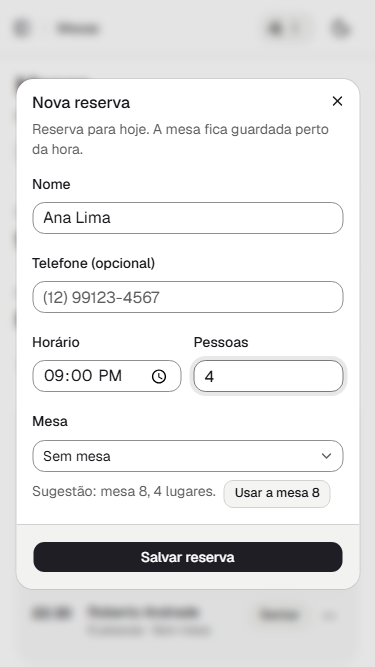 Nova reserva
Reserva para hoje. A mesa fica guardada perto
da hora.
Nome
Ana Lima
Telefone (opcional)
(12) 99123-4567
Horário
Pessoas
09:00 PM
4
Mesa
Sem mesa
Sugestão: mesa 8, 4 lugares.
Usar a mesa 8
Salvar reserva
Roberto Andrade